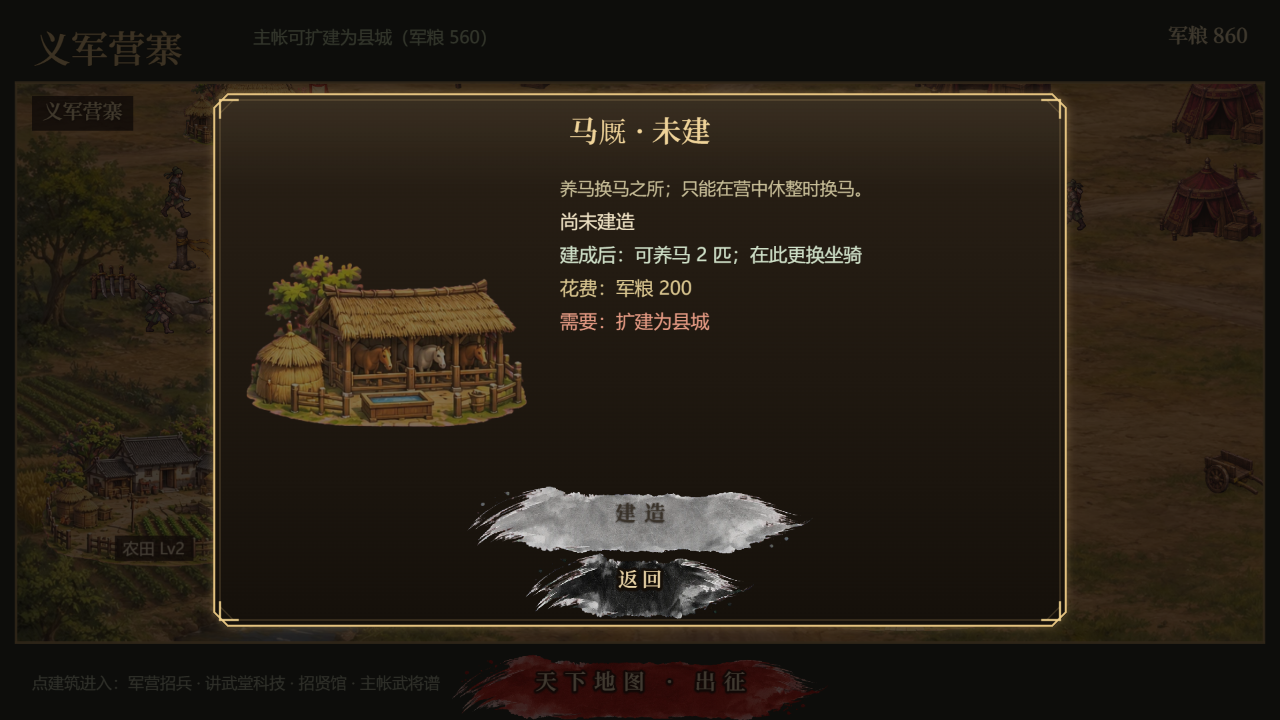 义军营寨
主帐可扩建为县城（军粮 560）
军粮 860
义军营寨
马厩 · 未建
养马换马之所；只能在营中休整时换马。
尚未建造
建成后：可养马 2 匹；在此更换坐骑
花费：军粮 200
需要：扩建为县城
建 造
农田 Lv2
返回
点建筑进入：军营招兵 · 讲武堂科技 · 招贤馆 · 主帐武将谱
天下地图 · 出征